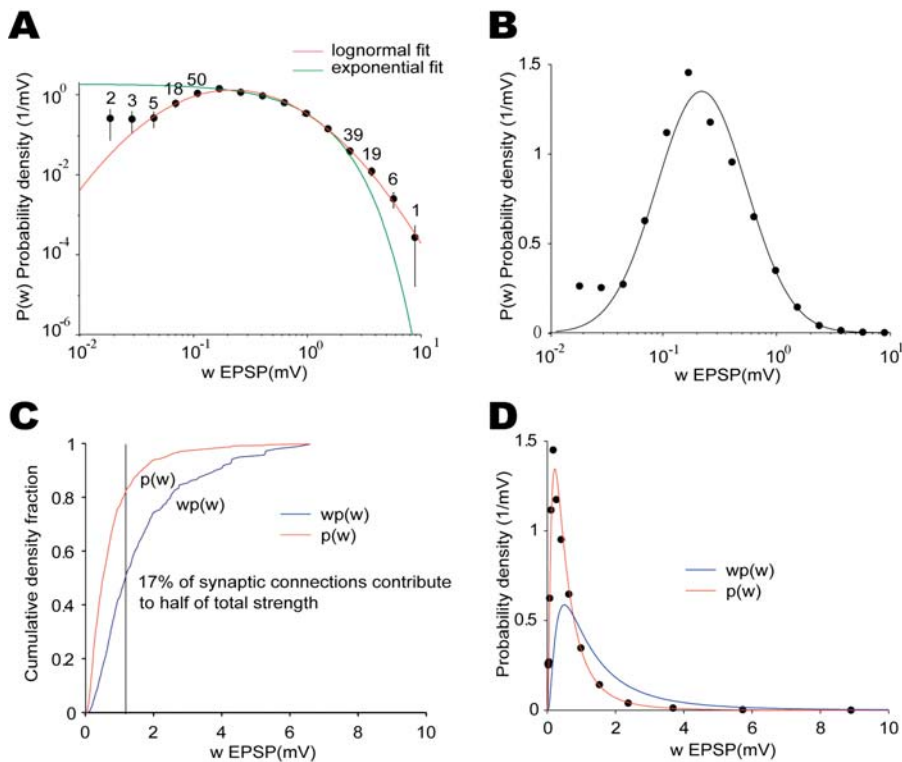 A
lognormal fit
exponential fit
P(w) Probability density (1/mV)
10^0
10^-2
10^-4
10^-6
2
3
5
18
50
39
19
6
1
10^-2
10^-1
10^0
10^1
w EPSP(mV)
B
P(w) Probability density (1/mV)
1.5
1
0.5
0
10^-2
10^-1
10^0
10^1
w EPSP(mV)
C
Cumulative density fraction
1
0.8
0.6
0.4
0.2
0
p(w)
wp(w)
wp(w)
p(w)
17% of synaptic connections contribute
to half of total strength
0 2 4 6 8 10
w EPSP(mV)
D
Probability density (1/mV)
1.5
1
0.5
0
wp(w)
p(w)
0 2 4 6 8 10
w EPSP(mV)